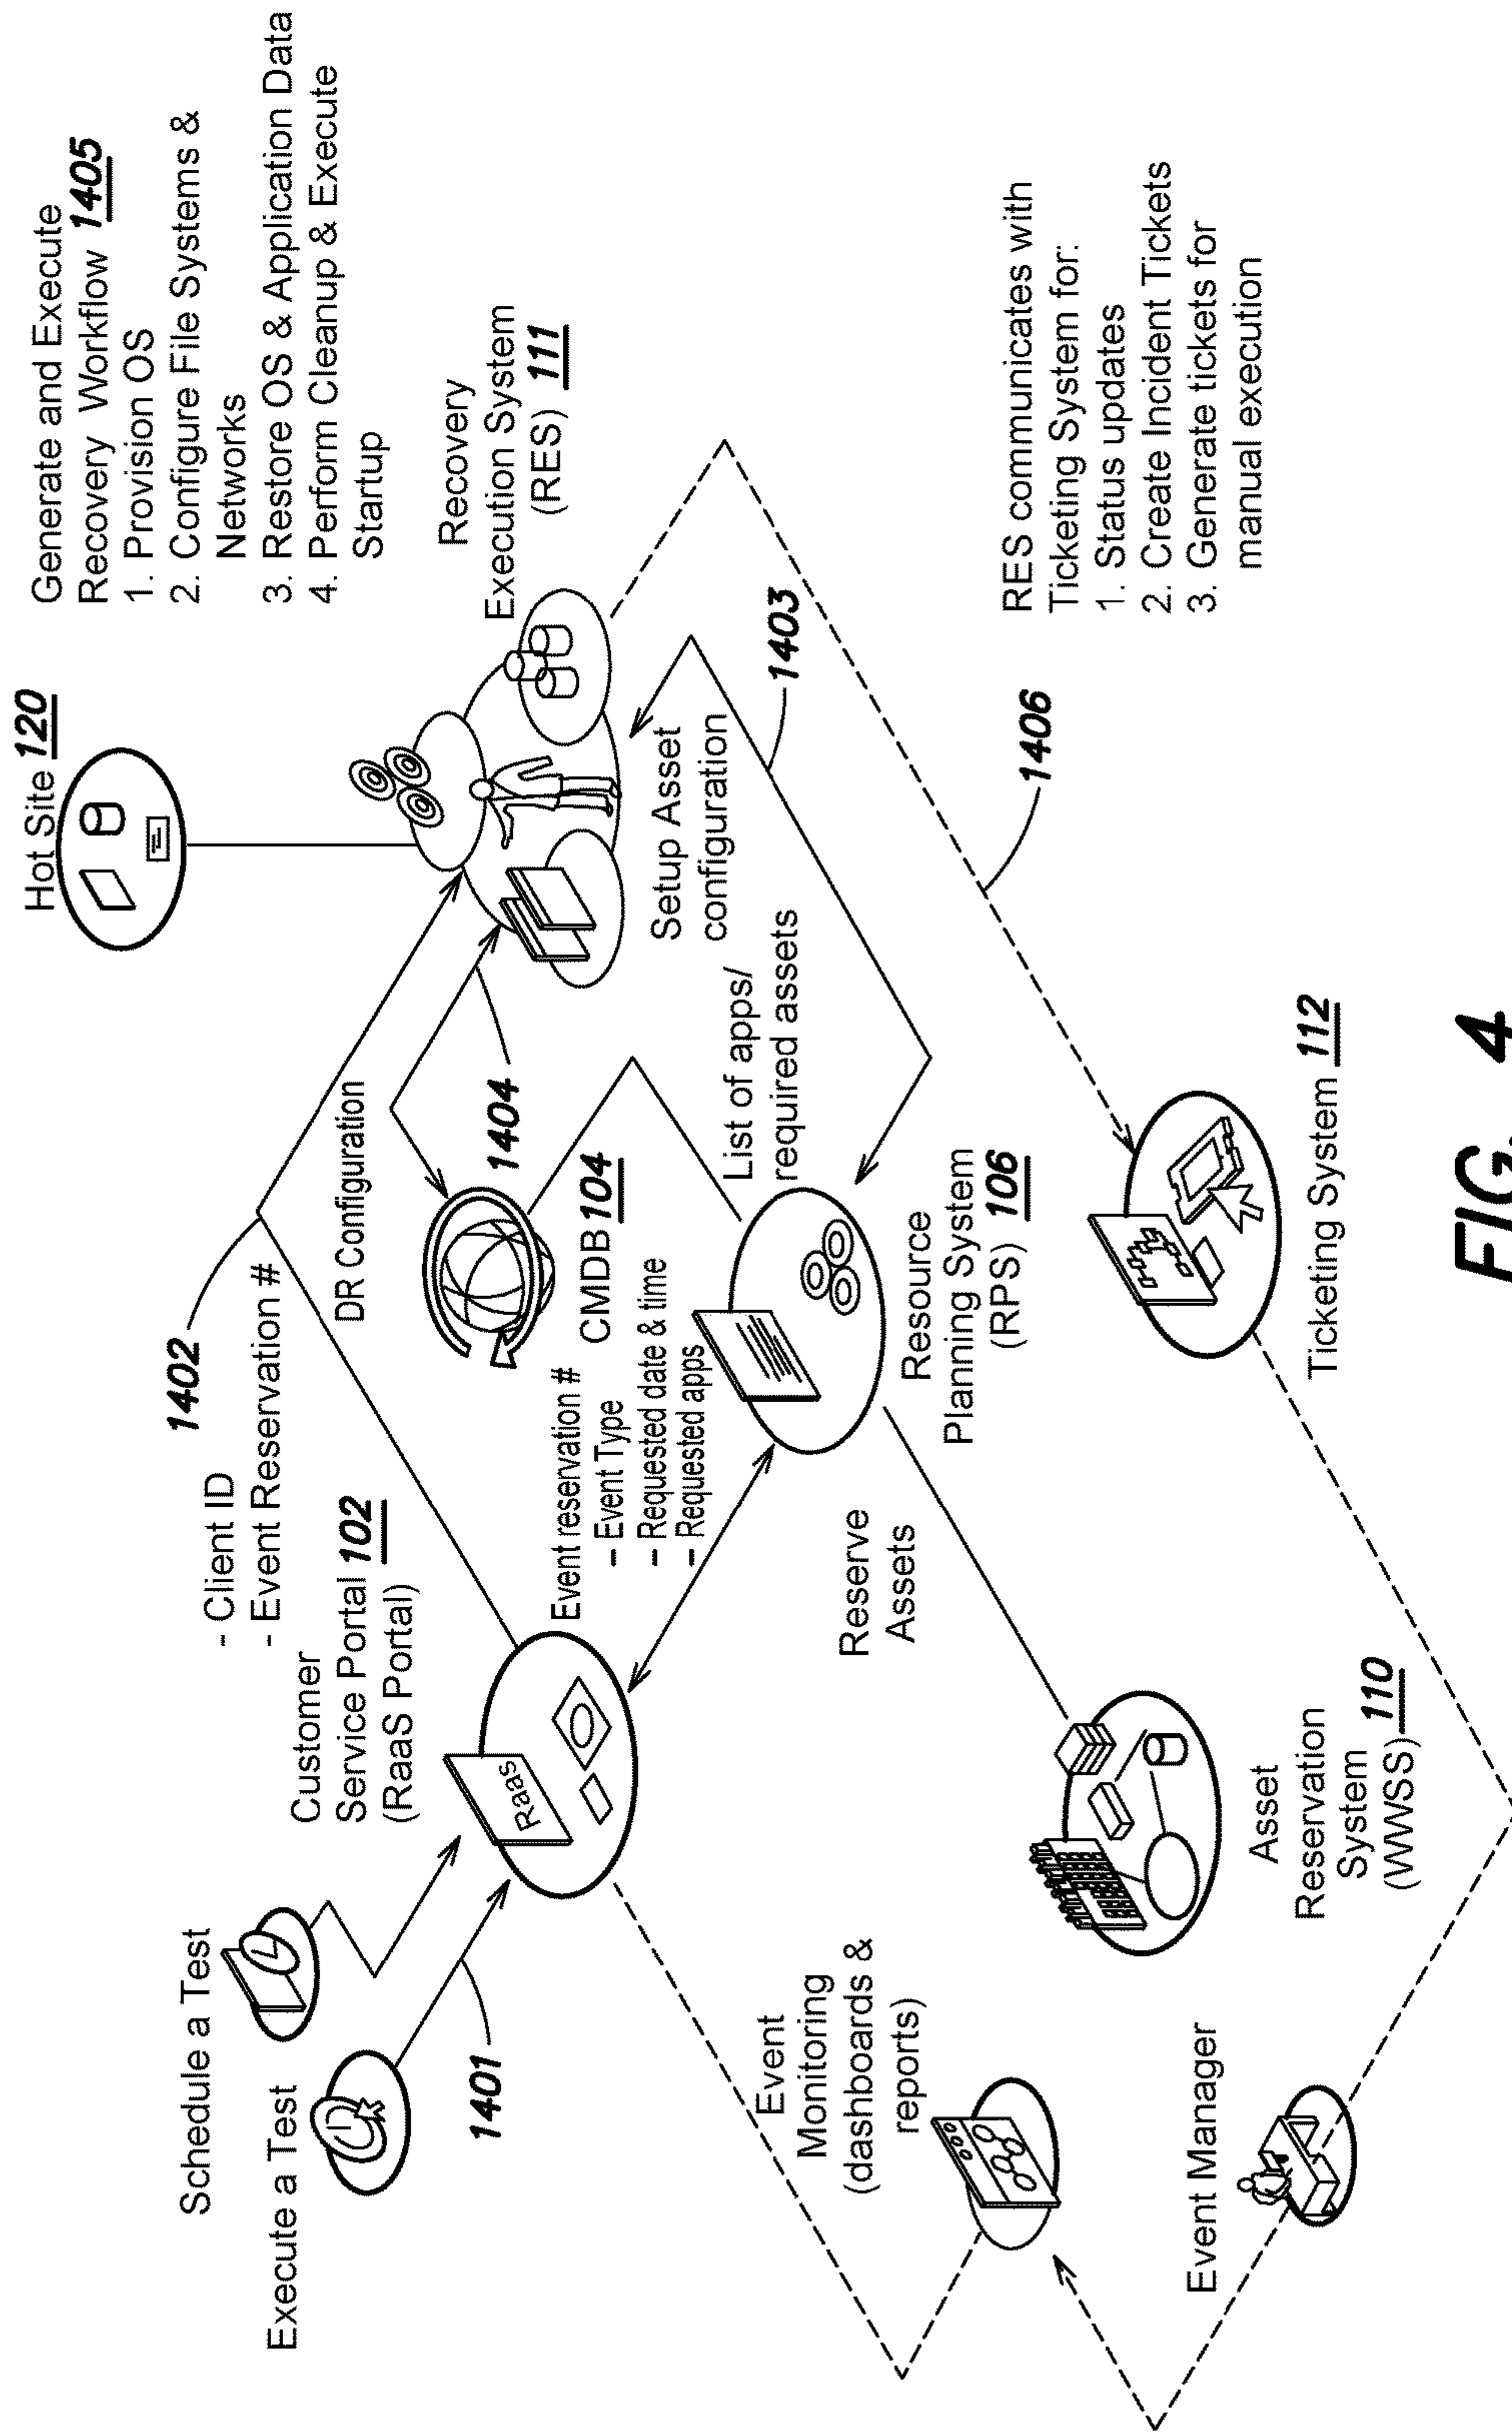 Schedule a Test
Execute a Test
1401
Customer
Service Portal 102
(RaaS Portal)
Raas
- Client ID
- Event Reservation #
1402
DR Configuration
1404
CMDB 104
Event reservation #
- Event Type
- Requested date & time
- Requested apps
Hot Site 120
Generate and Execute
Recovery Workflow 1405
1. Provision OS
2. Configure File Systems &
Networks
3. Restore OS & Application Data
4. Perform Cleanup & Execute
Startup
Recovery
Execution System
(RES) 111
Setup Asset
configuration
1403
List of apps/
required assets
Resource
Planning System
(RPS) 106
Reserve
Assets
Asset
Reservation
System
(WWSS) 110
Event
Monitoring
(dashboards &
reports)
Event Manager
RES communicates with
Ticketing System for:
1. Status updates
2. Create Incident Tickets
3. Generate tickets for
manual execution
1406
Ticketing System 112
FIG. 4